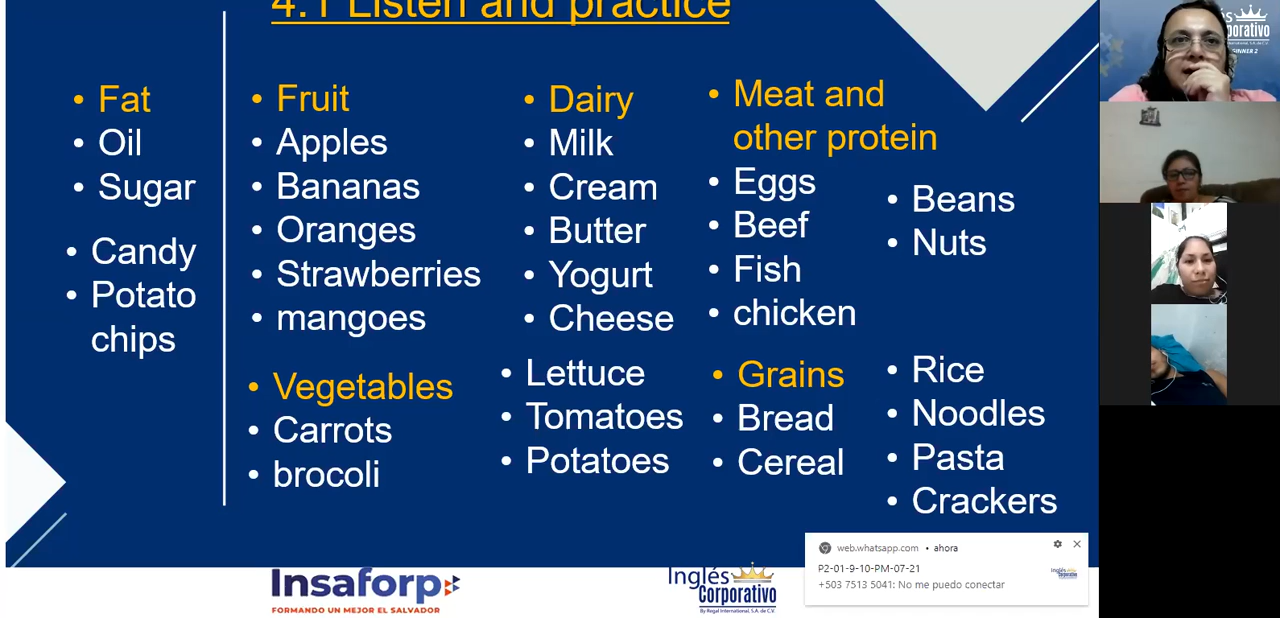 4.1 Listen and practice
• Fat
• Oil
• Sugar
• Candy
• Potato
chips
• Fruit
• Apples
• Bananas
• Oranges
• Strawberries
• mangoes
• Dairy
• Milk
• Cream
• Butter
• Yogurt
• Cheese
• Meat and
other protein
• Eggs
• Beef
• Fish
• chicken
• Beans
• Nuts
• Vegetables
• Carrots
• brocoli
• Lettuce
• Tomatoes
• Potatoes
• Grains
• Bread
• Cereal
• Rice
• Noodles
• Pasta
• Crackers
web.whatsapp.com • ahora
P2-01-9-10-PM-07-21
+503 7513 5041: No me puedo conectar
Insaforp
FORMANDO UN MEJOR EL SALVADOR
Inglés
Corporativo
By Regal International, S.A. de C.V.